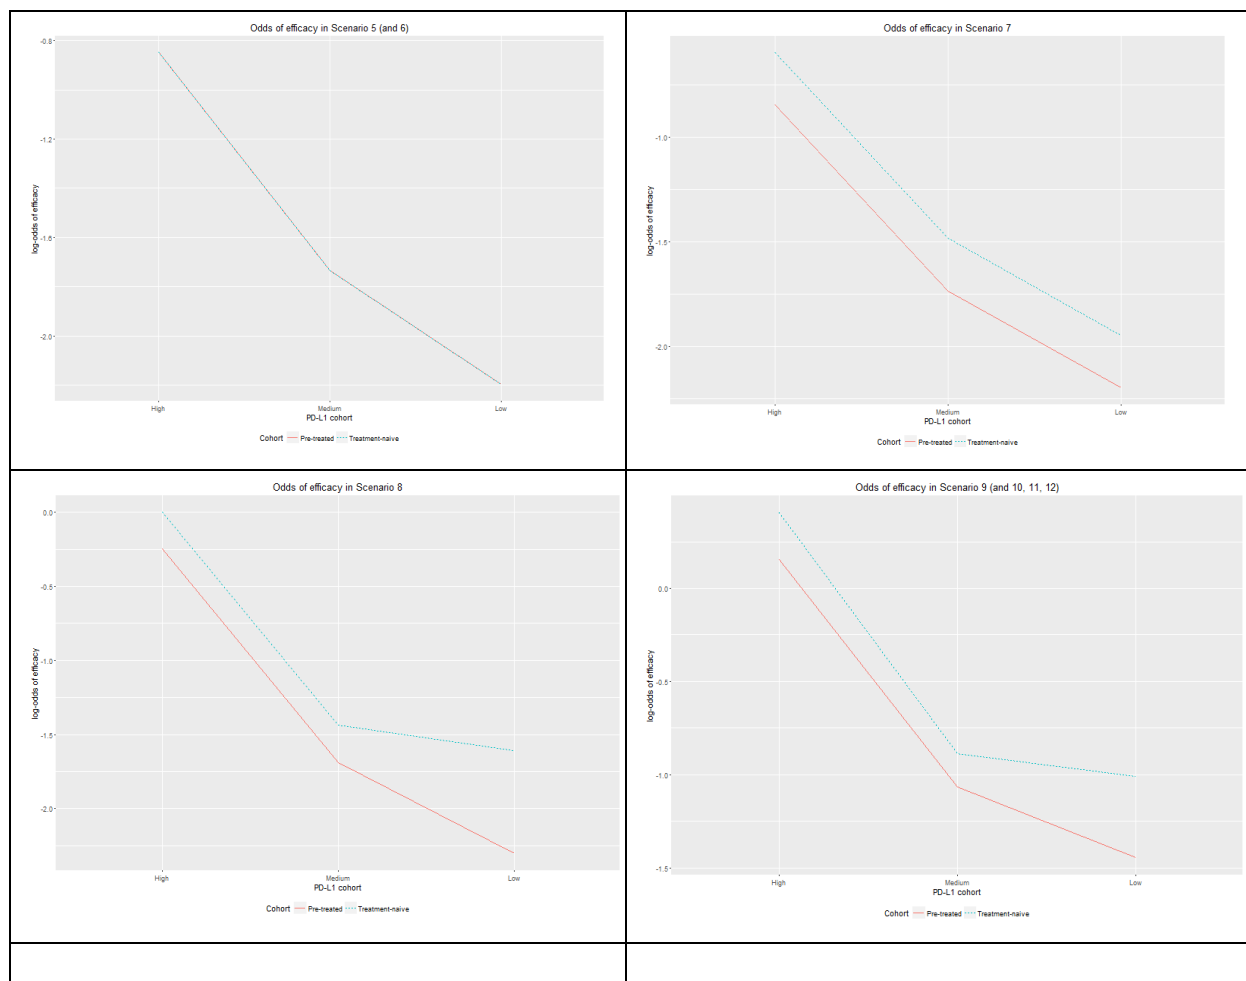 Odds of efficacy in Scenario 5 (and 6)
-0.8
-1.2
-1.6
-2.0
log-odds of efficacy
High Medium Low
PD-L1 cohort
Cohort Pre-treated Treatment-naive
Odds of efficacy in Scenario 7
-1.0
-1.5
-2.0
log-odds of efficacy
High Medium Low
PD-L1 cohort
Cohort Pre-treated Treatment-naive
Odds of efficacy in Scenario 8
0.0
-0.5
-1.0
-1.5
-2.0
log-odds of efficacy
High Medium Low
PD-L1 cohort
Cohort Pre-treated Treatment-naive
Odds of efficacy in Scenario 9 (and 10, 11, 12)
0.0
-0.5
-1.0
-1.5
log-odds of efficacy
High Medium Low
PD-L1 cohort
Cohort Pre-treated Treatment-naive